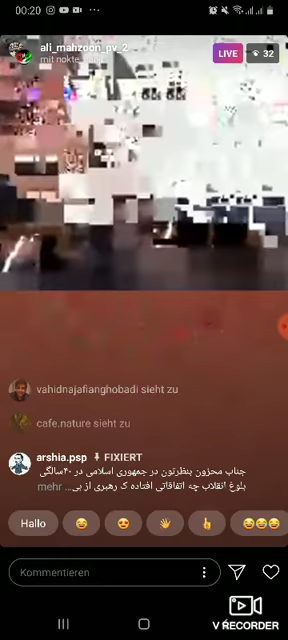 00:20
ali_mahzoon_pv_2
LIVE
32
vahidnajafianghobadi sieht zu
cafe.nature sieht zu
arshia.psp FIXIERT
جناب محزون بنظرتون در جمهوری اسلامی در ۴۰سالگی
بلوغ انقلاب چه اتفاقاتی افتاده ک رهبری از بی... mehr
Hallo
Kommentieren
RECORDER